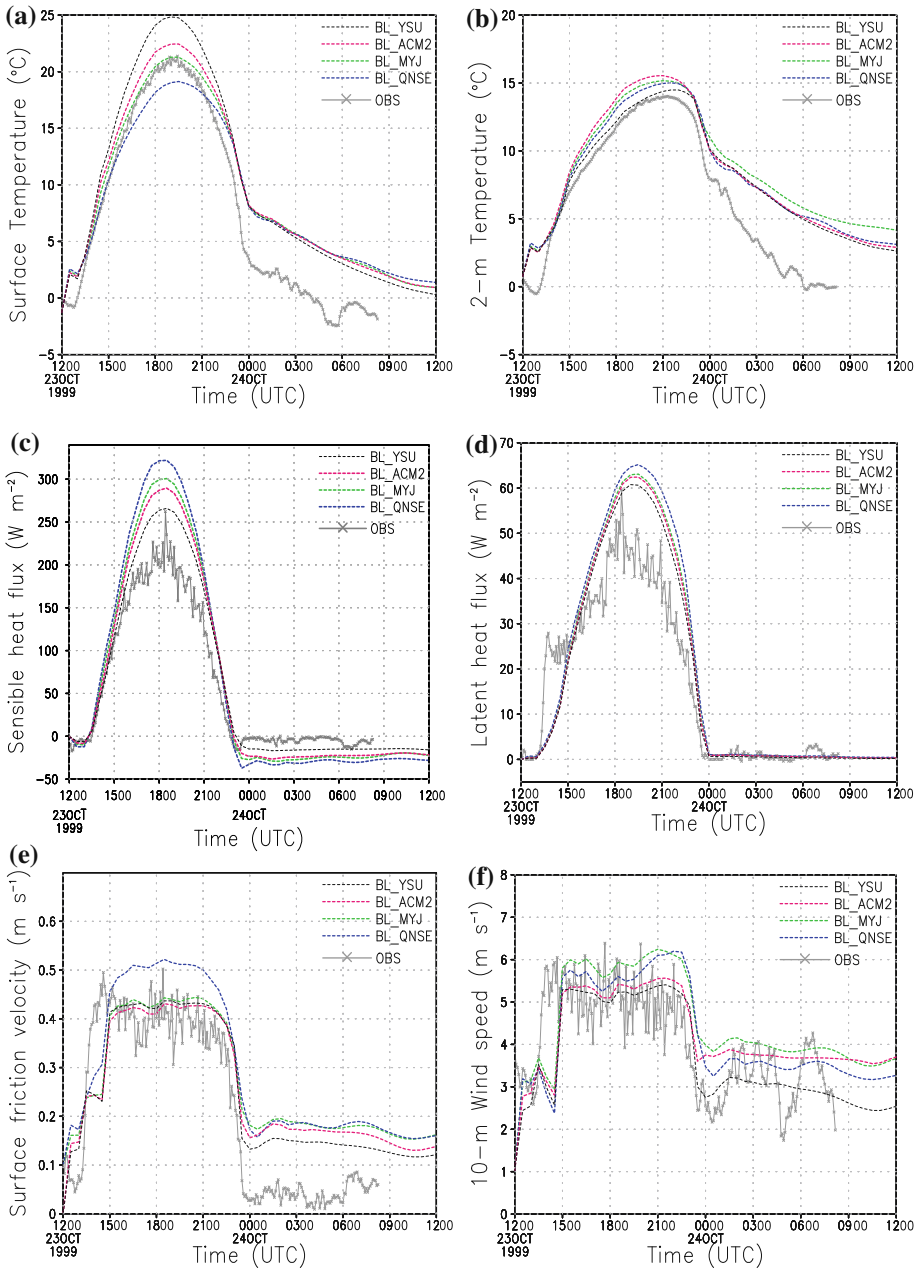 (a)
25
20
15
10
5
0
−5
Surface Temperature (°C)
BL_YSU
BL_ACM2
BL_MYJ
BL_QNSE
OBS
1200 1500 1800 2100 0000 0300 0600 0900 1200
23OCT 24OCT
1999
Time (UTC)
(b)
20
15
10
5
0
−5
2−m Temperature (°C)
BL_YSU
BL_ACM2
BL_MYJ
BL_QNSE
OBS
1200 1500 1800 2100 0000 0300 0600 0900 1200
23OCT 24OCT
1999
Time (UTC)
(c)
300
250
200
150
100
50
0
−50
Sensible heat flux (W m⁻²)
BL_YSU
BL_ACM2
BL_MYJ
BL_QNSE
OBS
1200 1500 1800 2100 0000 0300 0600 0900 1200
23OCT 24OCT
1999
Time (UTC)
(d)
70
60
50
40
30
20
10
0
Latent heat flux (W m⁻²)
BL_YSU
BL_ACM2
BL_MYJ
BL_QNSE
OBS
1200 1500 1800 2100 0000 0300 0600 0900 1200
23OCT 24OCT
1999
Time (UTC)
(e)
0.6
0.5
0.4
0.3
0.2
0.1
0
Surface friction velocity (m s⁻¹)
BL_YSU
BL_ACM2
BL_MYJ
BL_QNSE
OBS
1200 1500 1800 2100 0000 0300 0600 0900 1200
23OCT 24OCT
1999
Time (UTC)
(f)
8
7
6
5
4
3
2
1
0
10−m Wind speed (m s⁻¹)
BL_YSU
BL_ACM2
BL_MYJ
BL_QNSE
OBS
1200 1500 1800 2100 0000 0300 0600 0900 1200
23OCT 24OCT
1999
Time (UTC)